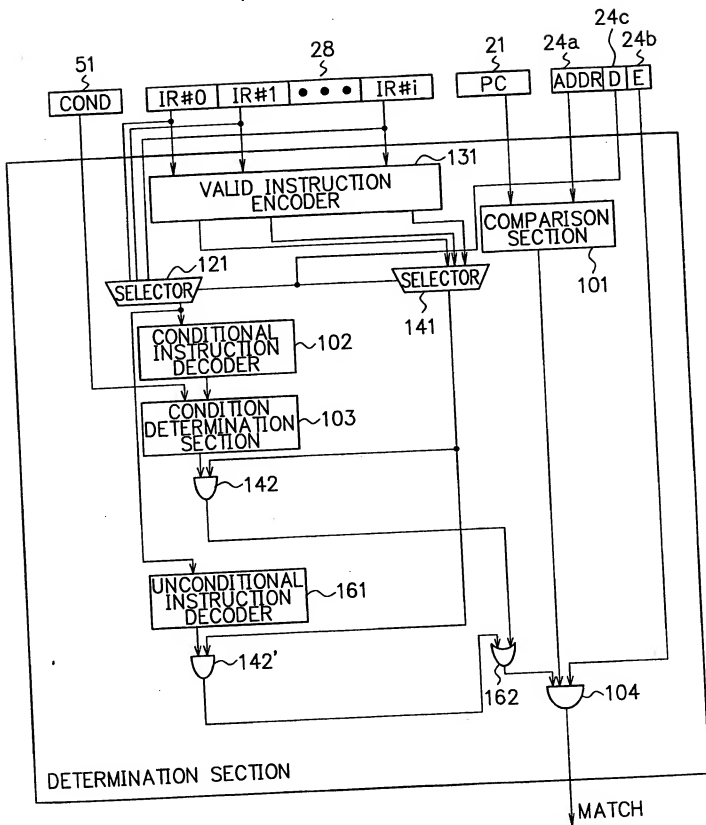 24c
51
28
21
24a
24b
COND
IR#0 IR#1 ••• IR#i
PC
ADDR D E
131
VALID INSTRUCTION
ENCODER
COMPARISON
SECTION
101
121
SELECTOR
SELECTOR
141
CONDITIONAL
INSTRUCTION
DECODER
102
CONDITION
DETERMINATION
SECTION
103
142
UNCONDITIONAL
INSTRUCTION
DECODER
161
142'
162
104
DETERMINATION SECTION
MATCH